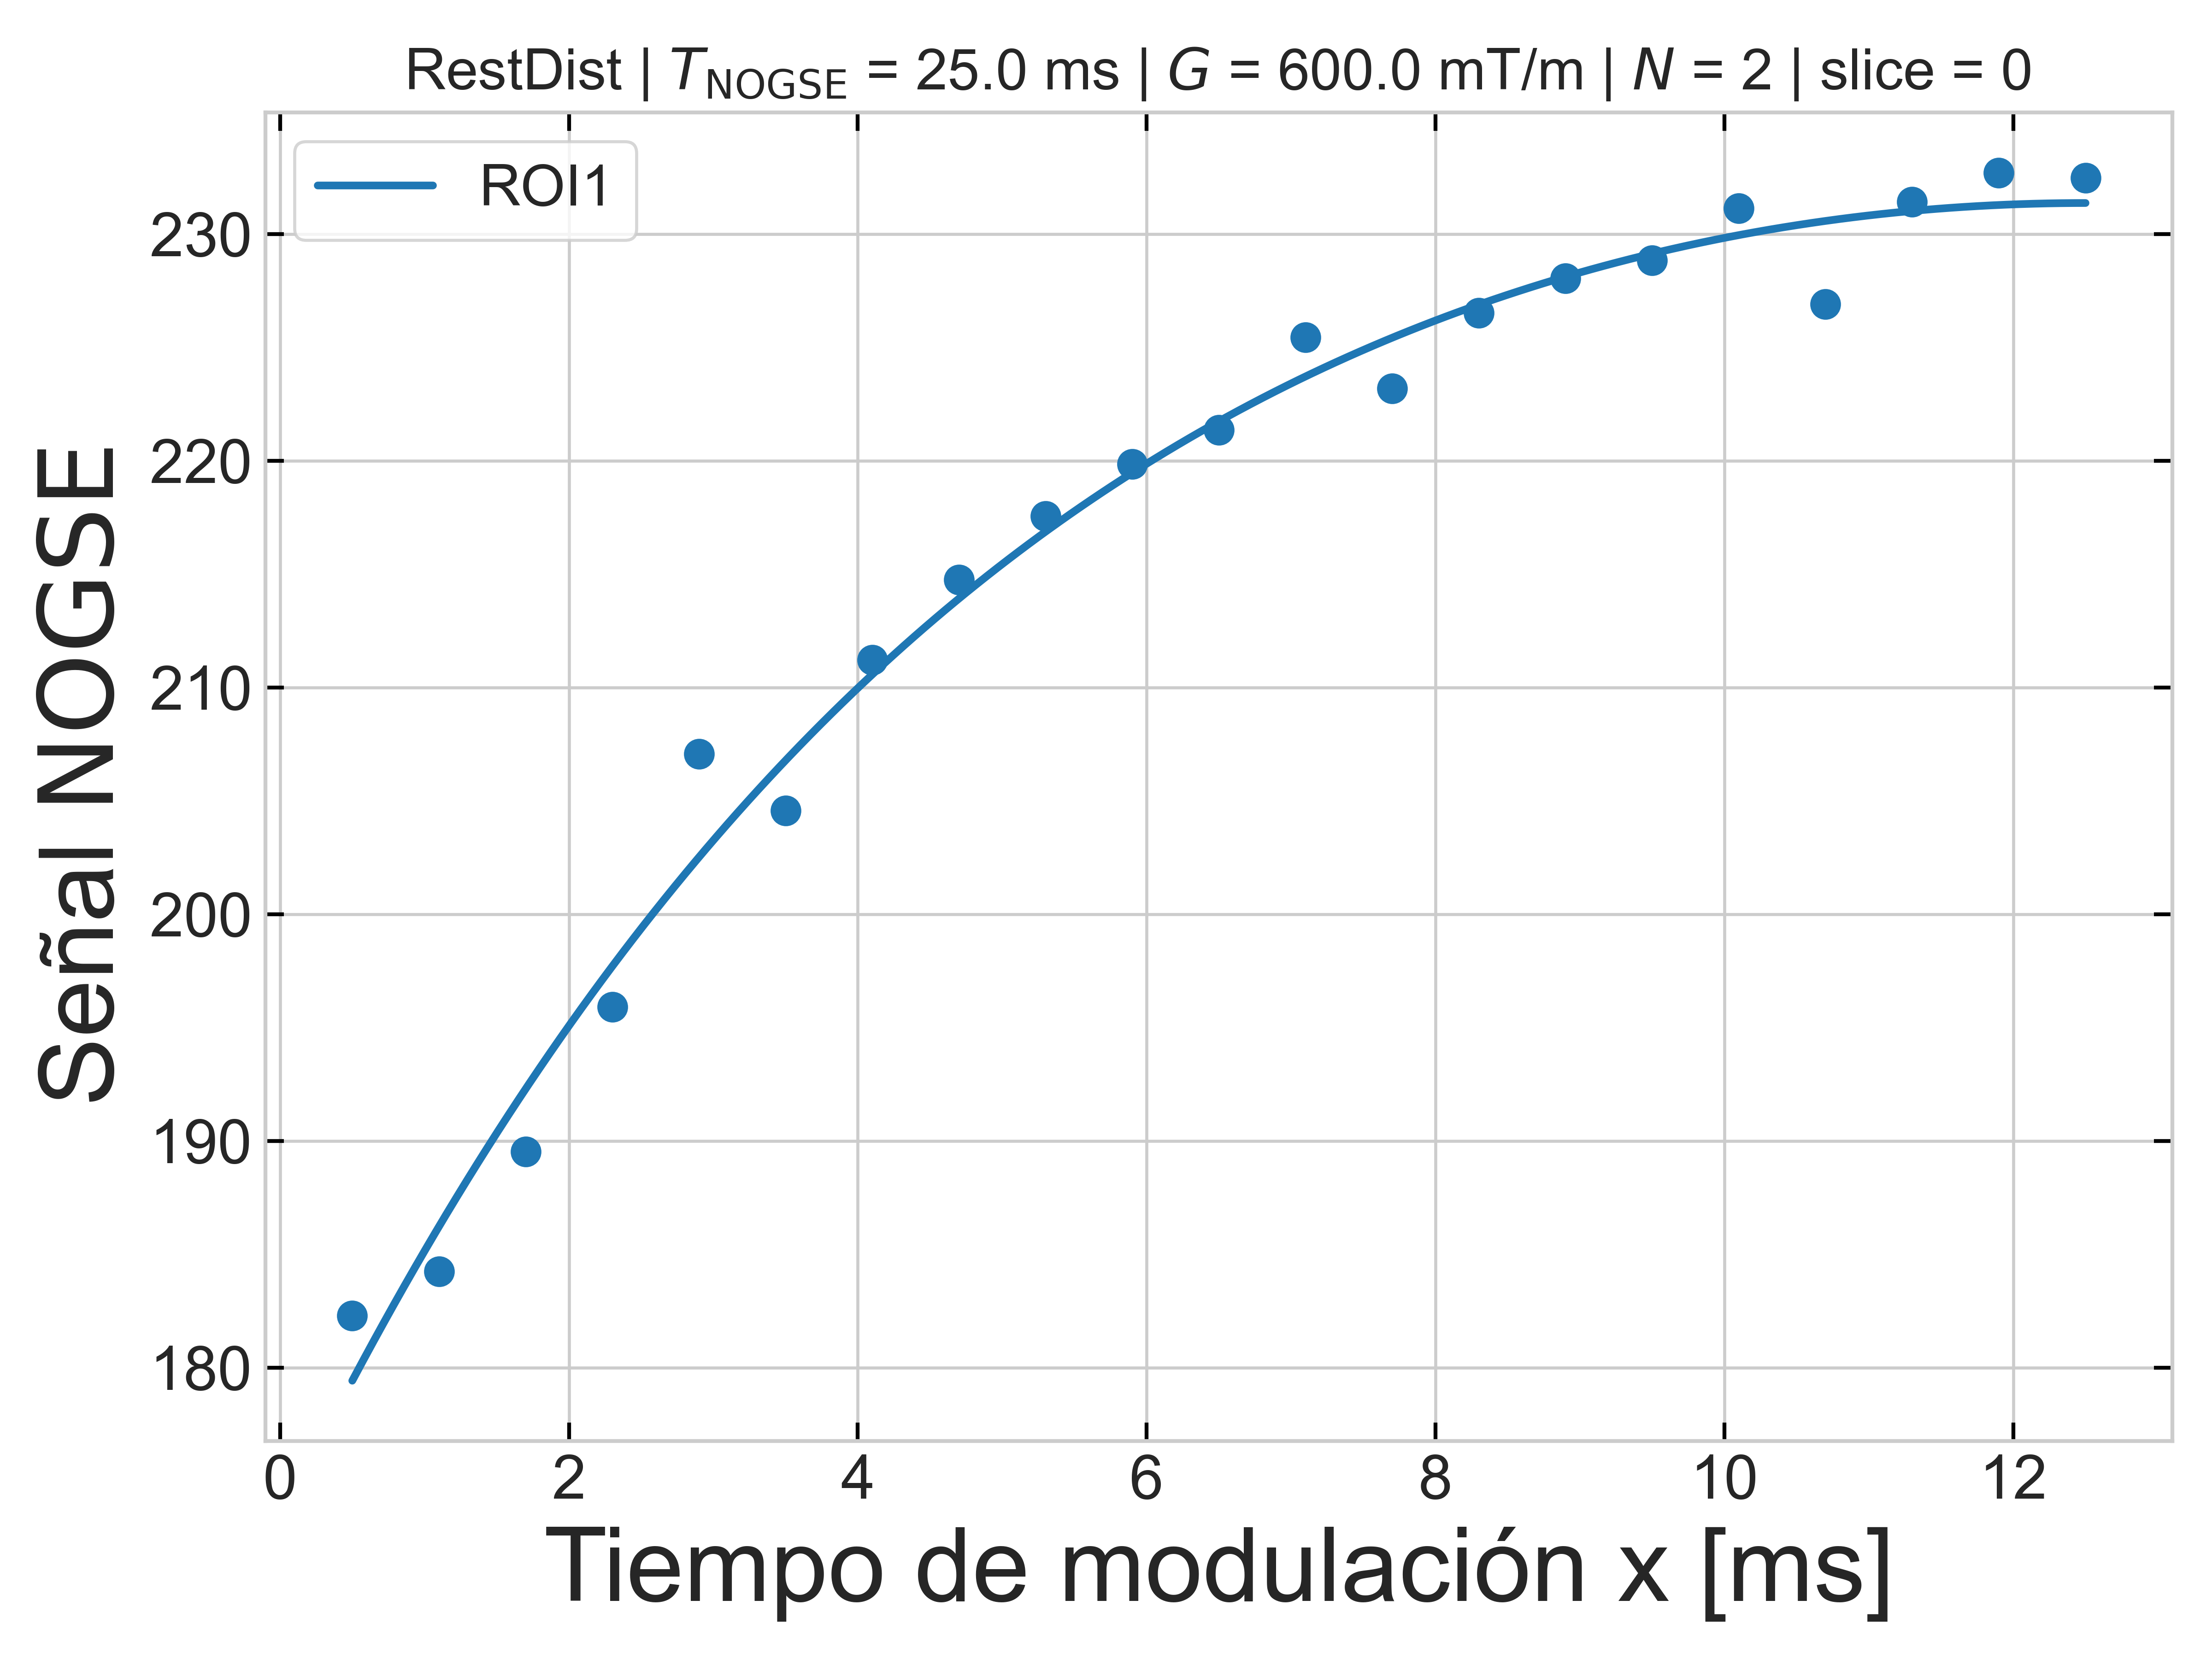 RestDist | T_NOGSE = 25.0 ms | G = 600.0 mT/m | N = 2 | slice = 0
ROI1
Señal NOGSE
230
220
210
200
190
180
0 2 4 6 8 10 12
Tiempo de modulación x [ms]